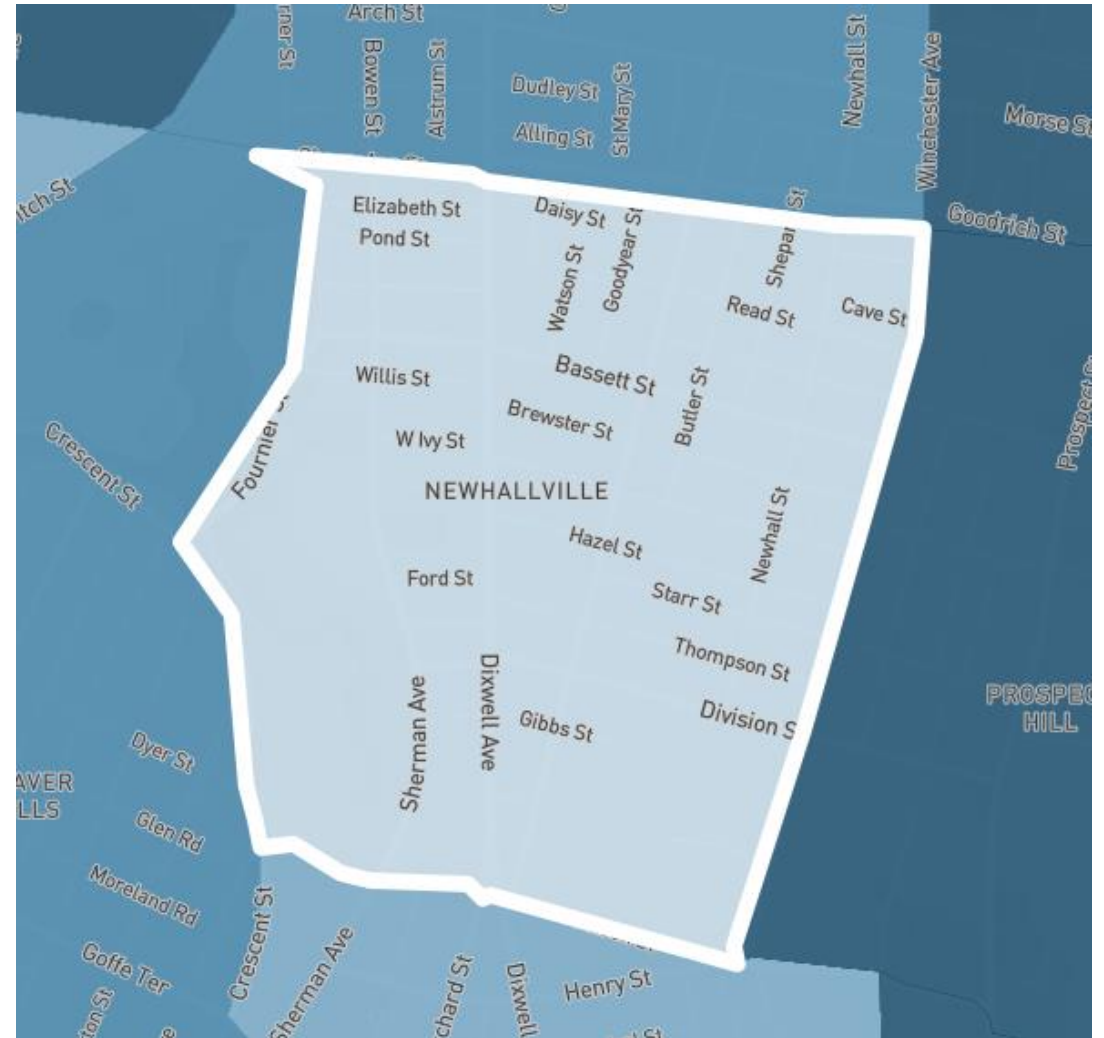 Arch St
Bowen St
Alstrum St
Dudley St
St Mary St
Alling St
Newhall St
Winchester Ave
Morse St
Goodrich St
Elizabeth St
Pond St
Daisy St
Goodyear St
Watson St
Read St
Cave St
Willis St
Bassett St
Butler St
Brewster St
W Ivy St
Crescent St
NEWHALLVILLE
Newhall St
Hazel St
Ford St
Starr St
Thompson St
Sherman Ave
Dixwell Ave
Division S
Gibbs St
PROSPEC
HILL
Dyer St
AVER
LLS
Glen Rd
Moreland Rd
Crescent St
Sherman Ave
Goffe Ter
Dixwell
Henry St